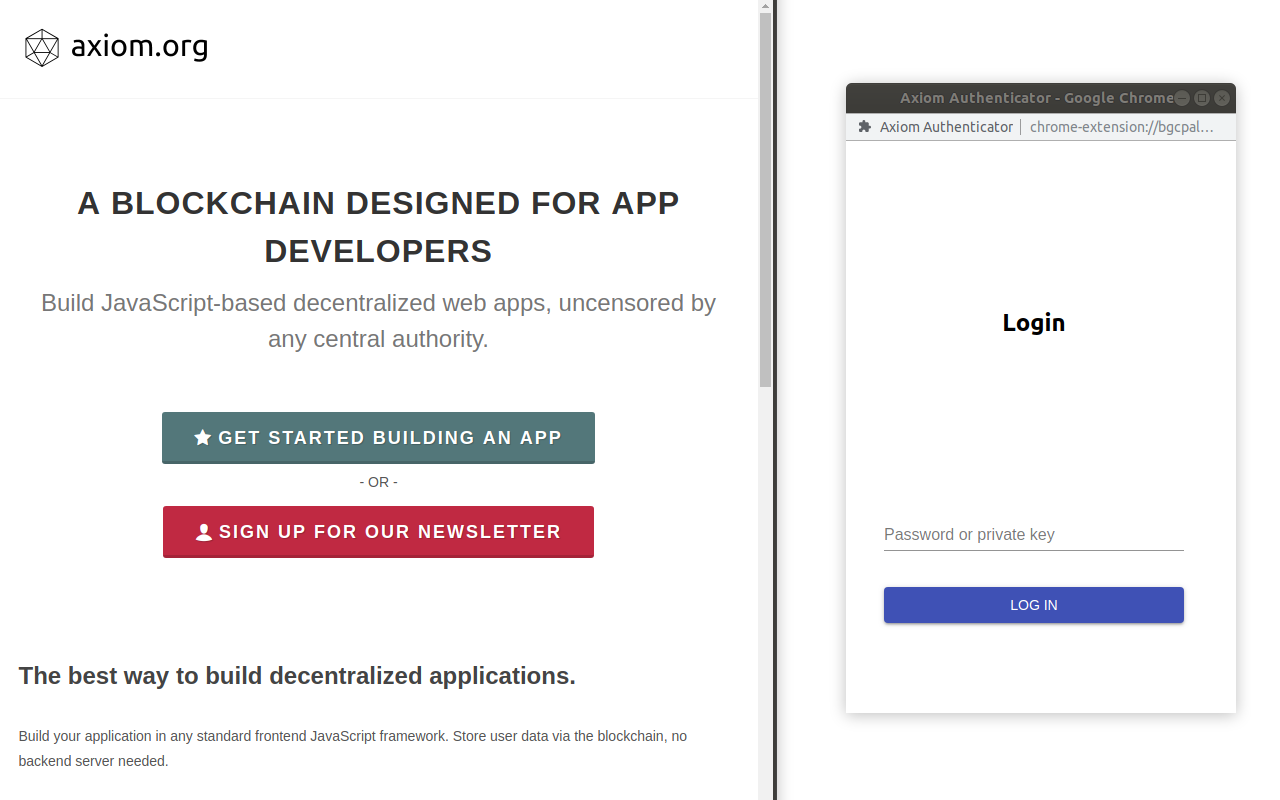 axiom.org
A BLOCKCHAIN DESIGNED FOR APP
DEVELOPERS
Build JavaScript-based decentralized web apps, uncensored by
any central authority.
GET STARTED BUILDING AN APP
- OR -
SIGN UP FOR OUR NEWSLETTER
The best way to build decentralized applications.
Build your application in any standard frontend JavaScript framework. Store user data via the blockchain, no
backend server needed.
Axiom Authenticator - Google Chrome
Axiom Authenticator | chrome-extension://bgcpal...
Login
Password or private key
LOG IN